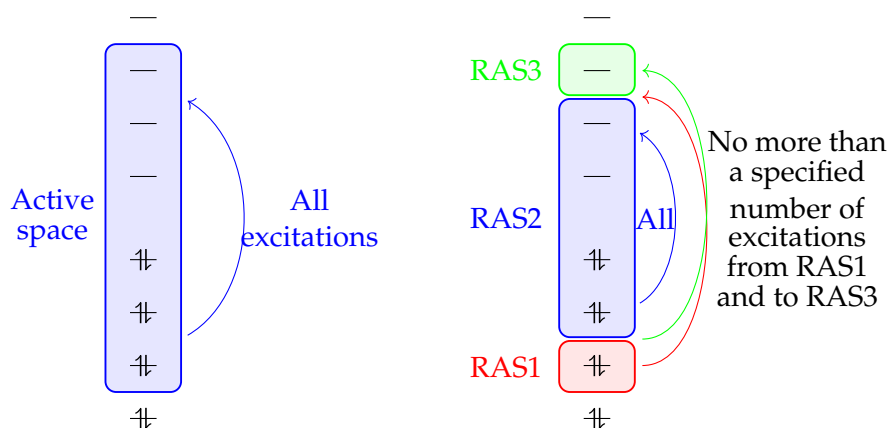 Active
space
All
excitations
RAS3
RAS2
All
RAS1
No more than
a specified
number of
excitations
from RAS1
and to RAS3